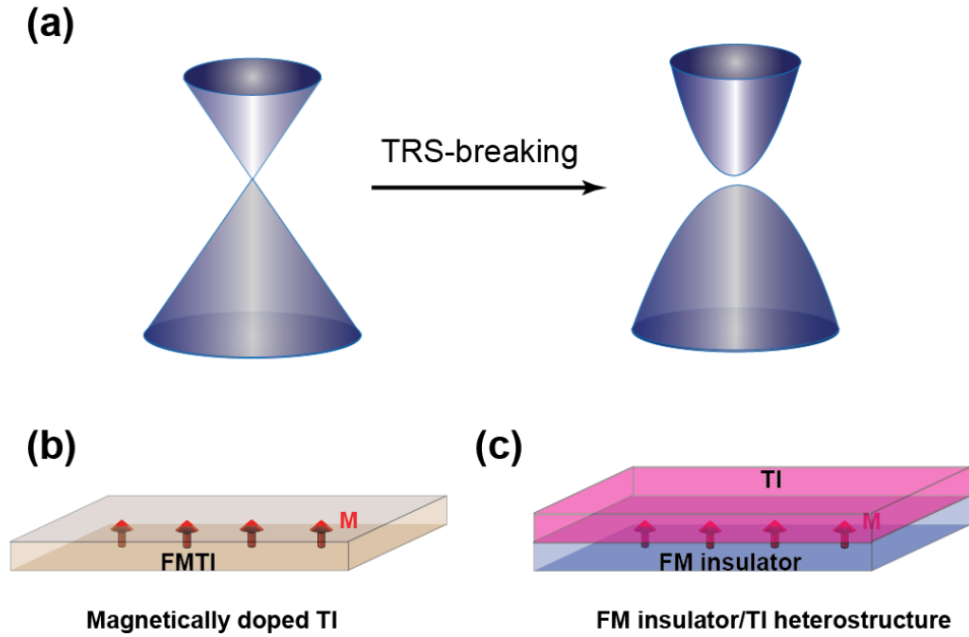 (a)
TRS-breaking
(b)
M
FMTI
Magnetically doped TI
(c)
TI
M
FM insulator
FM insulator/TI heterostructure